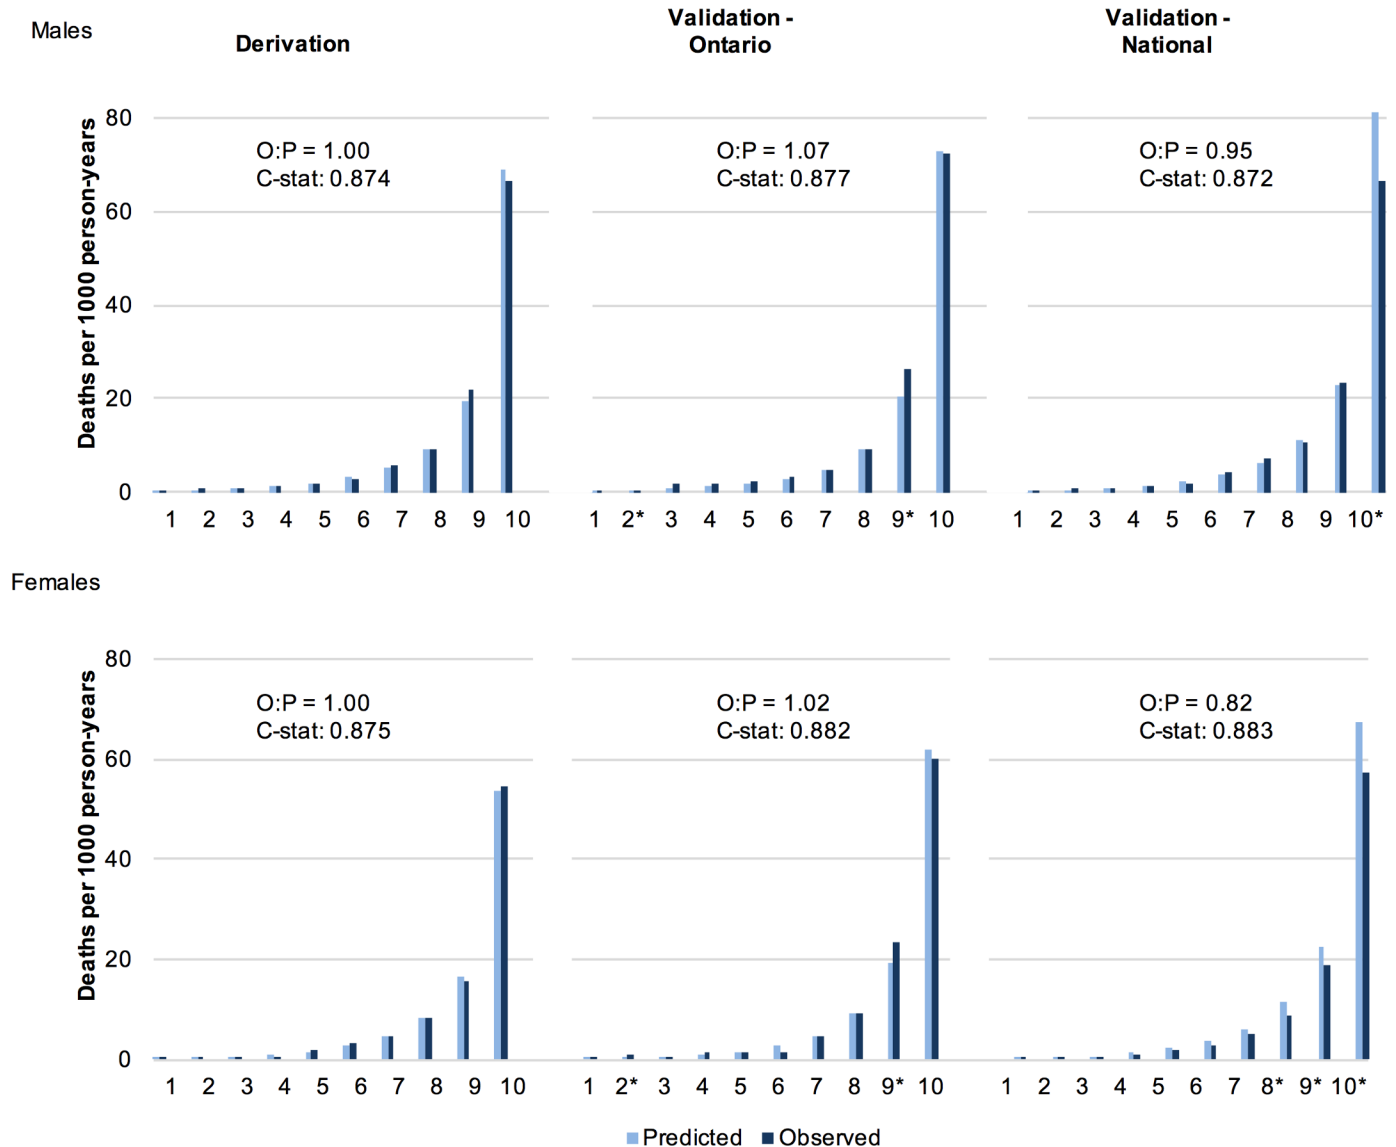 Males
Derivation
Validation -
Ontario
Validation -
National
Deaths per 1000 person-years
80
60
40
20
0
O:P = 1.00
C-stat: 0.874
O:P = 1.07
C-stat: 0.877
O:P = 0.95
C-stat: 0.872
1 2 3 4 5 6 7 8 9 10
1 2* 3 4 5 6 7 8 9* 10
1 2 3 4 5 6 7 8 9 10*
Females
Deaths per 1000 person-years
80
60
40
20
0
O:P = 1.00
C-stat: 0.875
O:P = 1.02
C-stat: 0.882
O:P = 0.82
C-stat: 0.883
1 2 3 4 5 6 7 8 9 10
1 2* 3 4 5 6 7 8 9* 10
1 2 3 4 5 6 7 8* 9* 10*
Predicted Observed